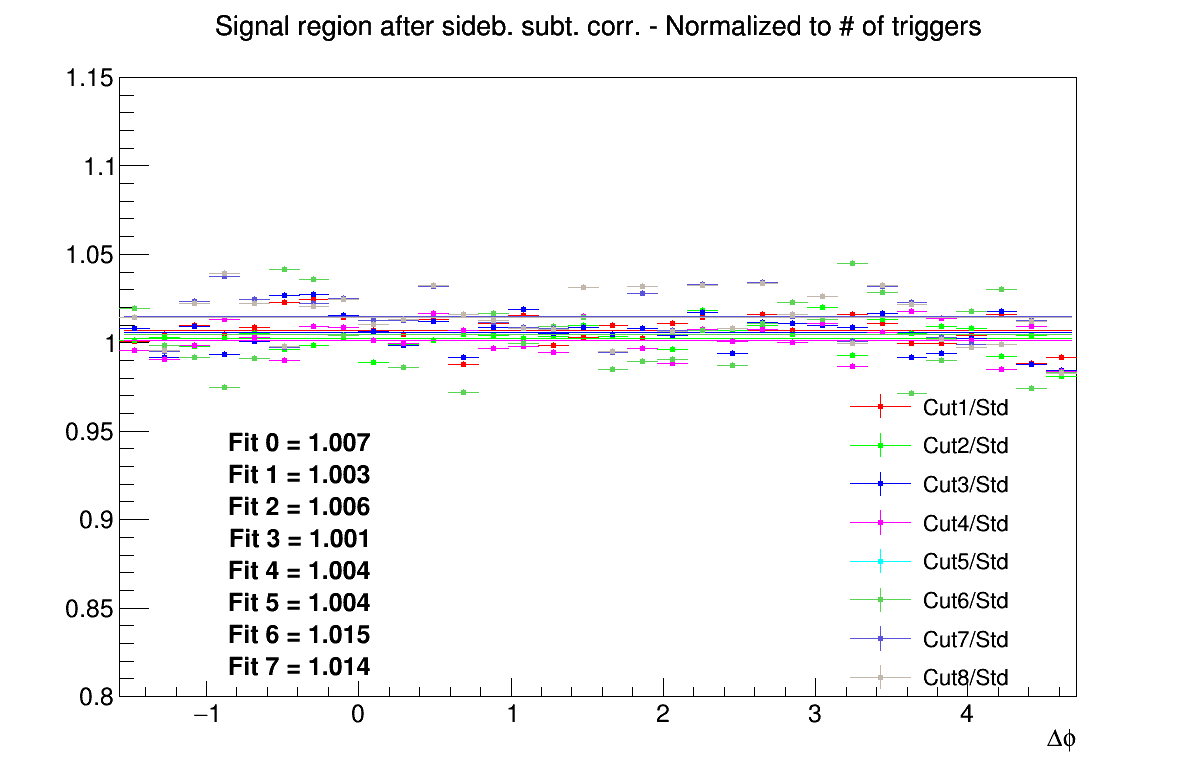 Signal region after sideb. subt. corr. - Normalized to # of triggers
1.15
1.1
1.05
1
0.95
0.9
0.85
0.8
Fit 0 = 1.007
Fit 1 = 1.003
Fit 2 = 1.006
Fit 3 = 1.001
Fit 4 = 1.004
Fit 5 = 1.004
Fit 6 = 1.015
Fit 7 = 1.014
Cut1/Std
Cut2/Std
Cut3/Std
Cut4/Std
Cut5/Std
Cut6/Std
Cut7/Std
Cut8/Std
−1 0 1 2 3 4
Δϕ